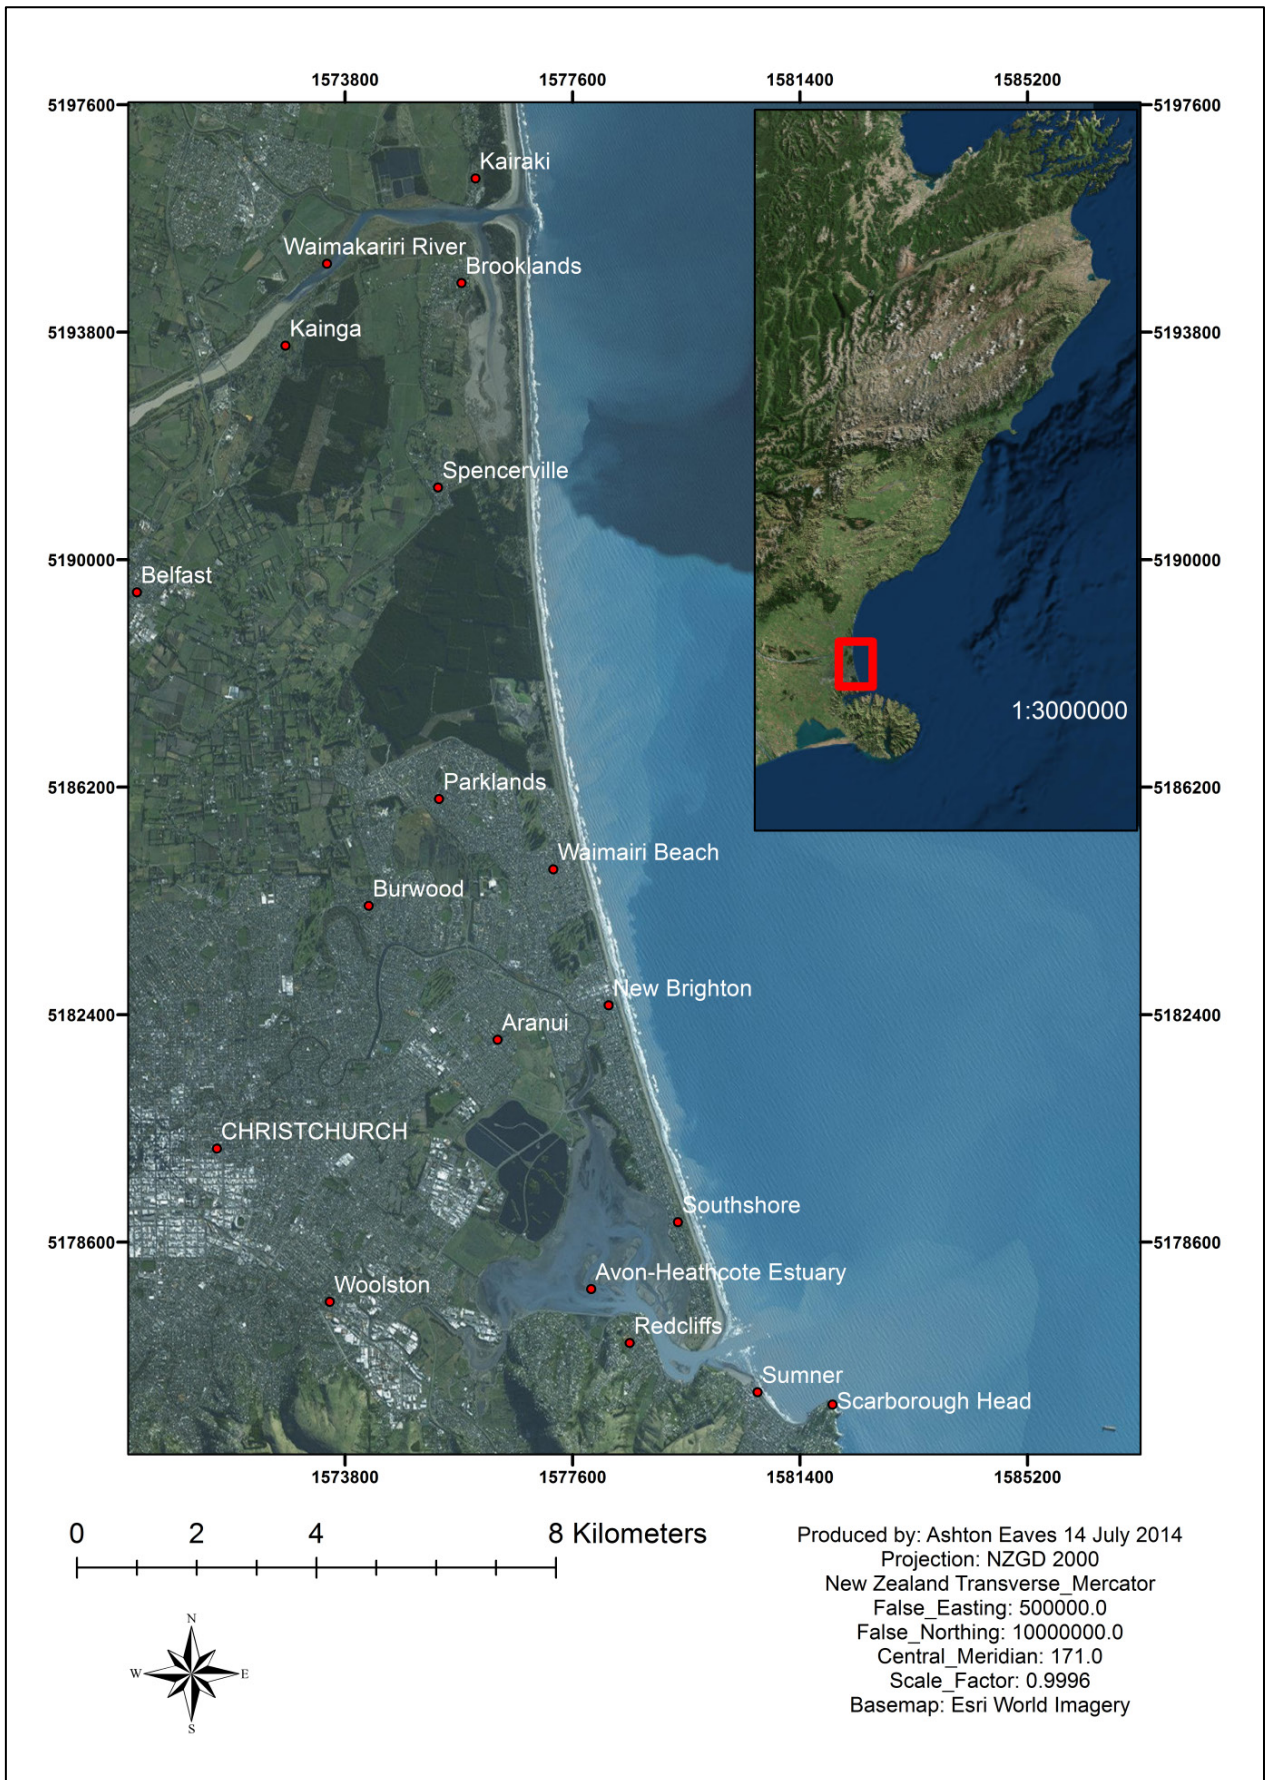 1573800
1577600
1581400
1585200
5197600
5197600
Kairaki
Waimakariri River
Brooklands
Kainga
5193800
5193800
Spencerville
5190000
5190000
Belfast
1:3000000
5186200
5186200
Parklands
Waimairi Beach
Burwood
New Brighton
5182400
5182400
Aranui
CHRISTCHURCH
Southshore
5178600
5178600
Avon-Heathcote Estuary
Woolston
Redcliffs
Sumner
Scarborough Head
1573800
1577600
1581400
1585200
0 2 4 8 Kilometers
Produced by: Ashton Eaves 14 July 2014
Projection: NZGD 2000
New Zealand Transverse_Mercator
False_Easting: 500000.0
False_Northing: 10000000.0
Central_Meridian: 171.0
Scale_Factor: 0.9996
Basemap: Esri World Imagery
N
W E
S